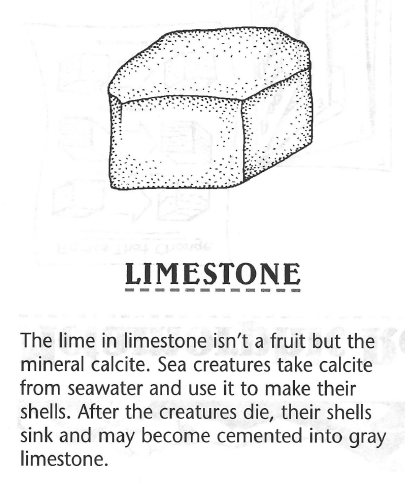 LIMESTONE
The lime in limestone isn't a fruit but the
mineral calcite. Sea creatures take calcite
from seawater and use it to make their
shells. After the creatures die, their shells
sink and may become cemented into gray
limestone.